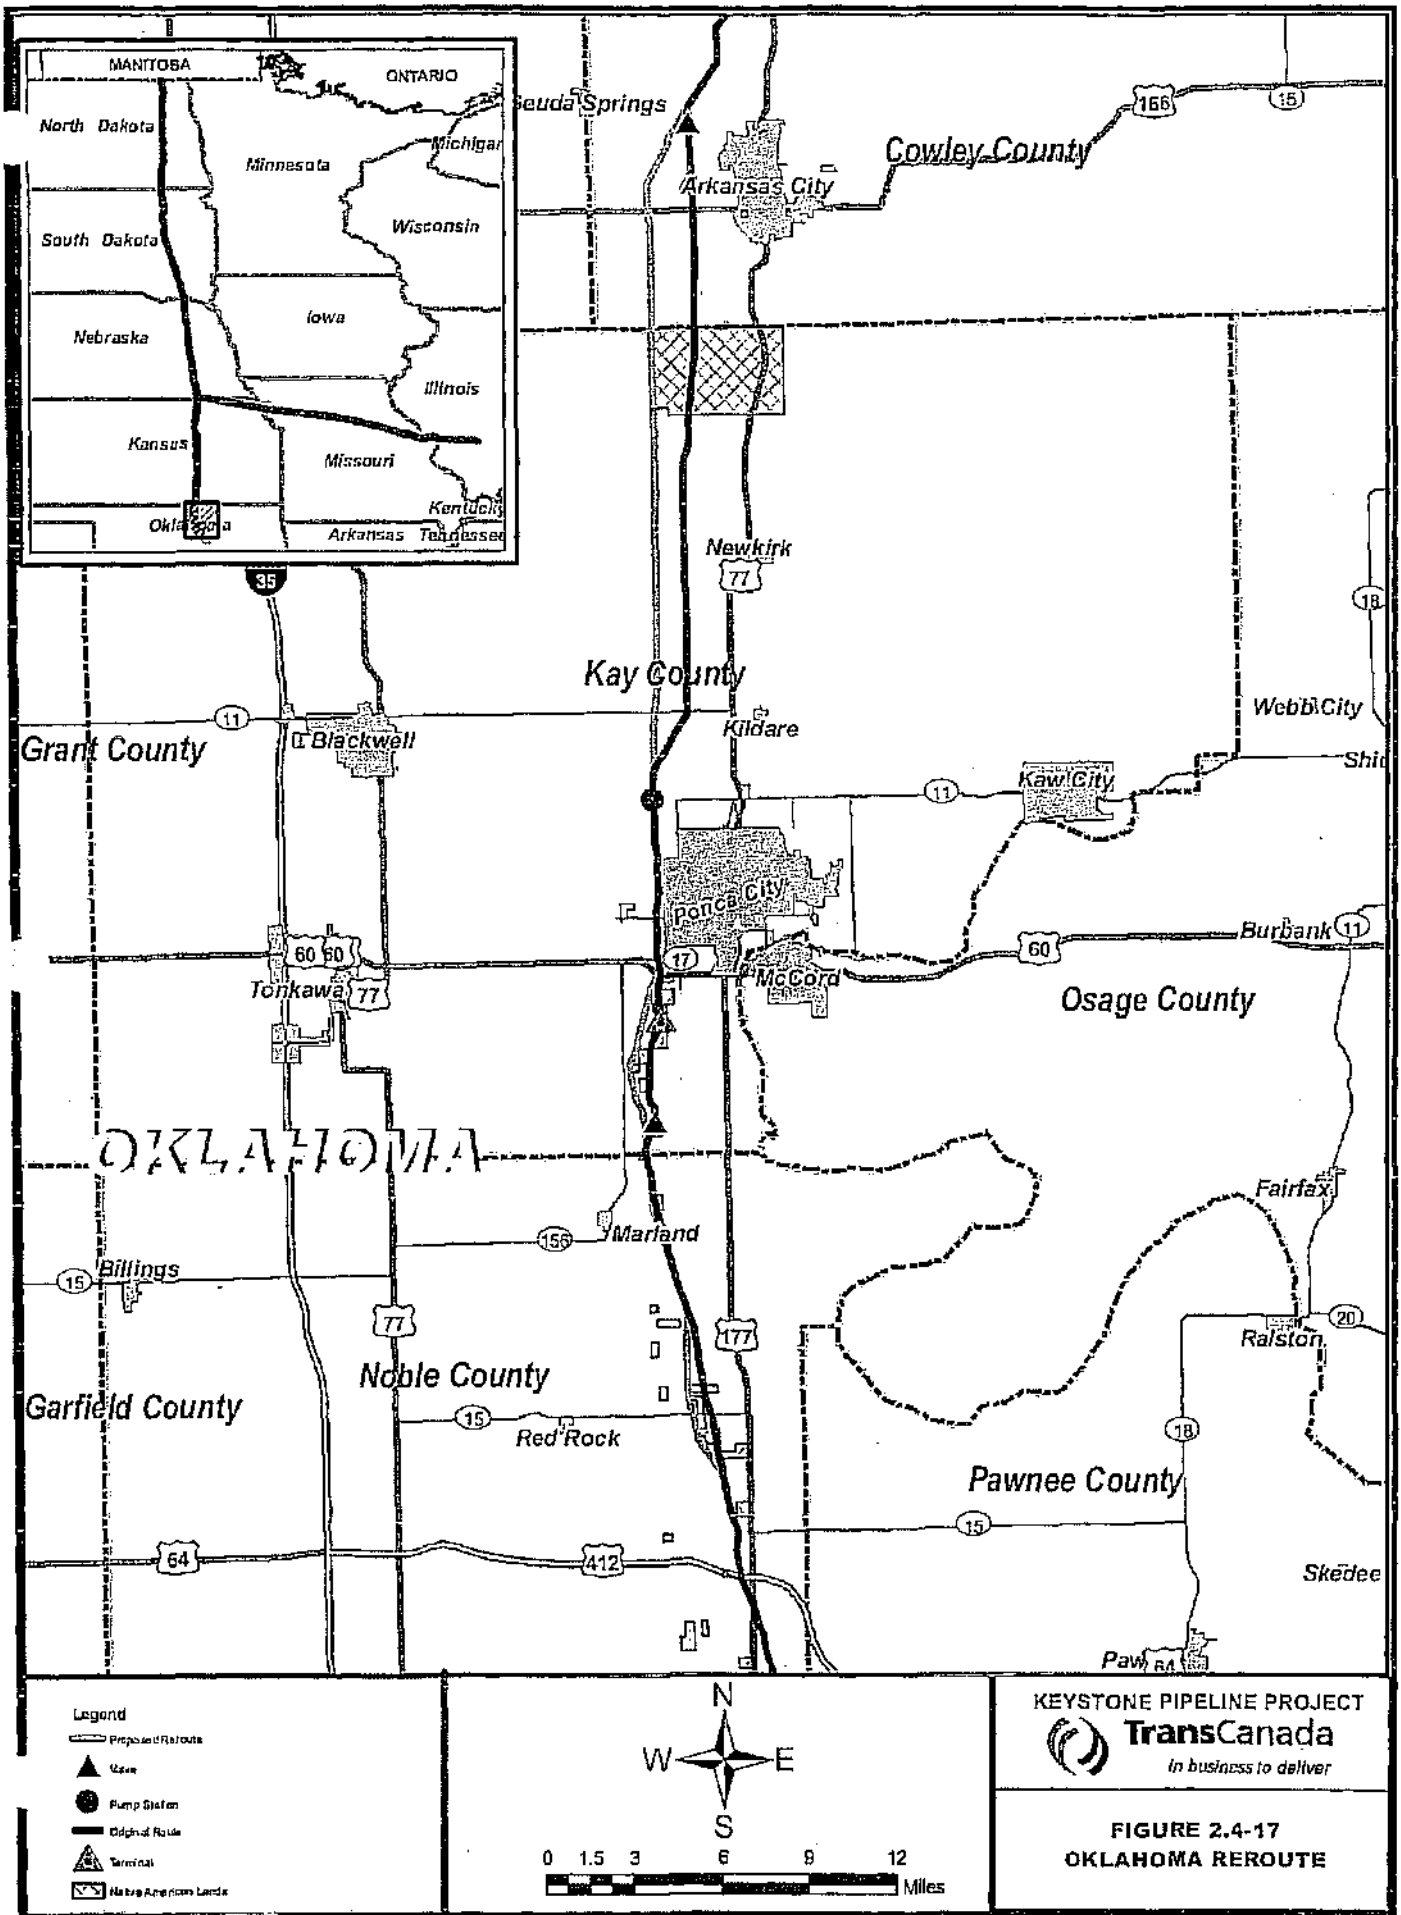 MANITOBA
ONTARIO
North Dakota
Minnesota
Michigan
South Dakota
Wisconsin
Nebraska
Iowa
Illinois
Kansas
Missouri
Kentucky
Arkansas
Tennessee
Geuda Springs
166
15
Cowley County
Arkansas City
35
Newkirk
77
18
Kay County
Webb City
11
Kildare
Grant County
Blackwell
Kaw City
11
Ponca City
Burbank
11
60
60
17
60
Tonkawa
77
McCord
Osage County
OKLAHOMA
Fairfax
156
Marland
15
Billings
77
177
20
Ralston
Noble County
Garfield County
15
Red Rock
18
Pawnee County
15
64
412
Skedee
Paw
64
Legend
Proposed Reroute
Valve
Pump Station
Original Route
Terminal
Native American Lands
N
W
E
S
0 1.5 3 6 9 12
Miles
KEYSTONE PIPELINE PROJECT
TransCanada
In business to deliver
FIGURE 2.4-17
OKLAHOMA REROUTE